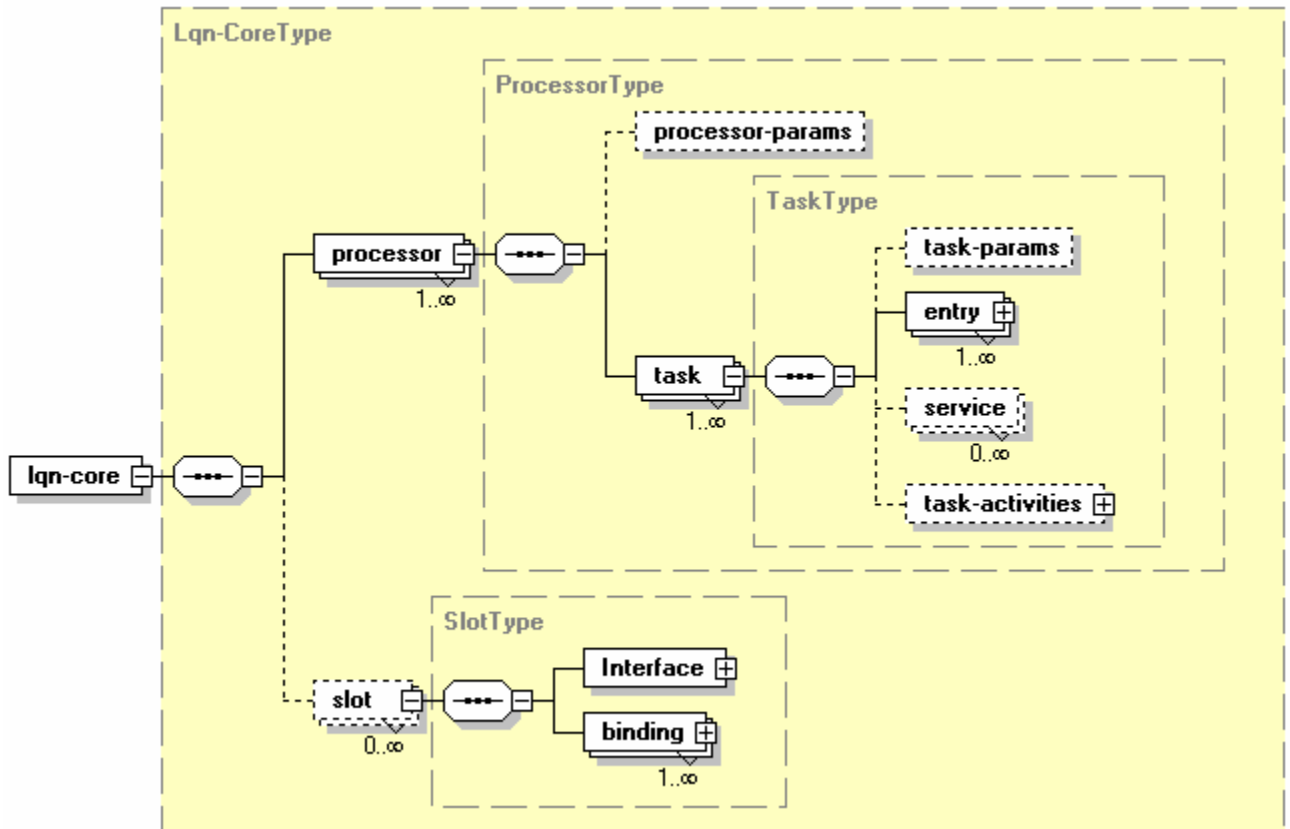 Lqn-CoreType
ProcessorType
processor-params
TaskType
task-params
processor
1..∞
entry
1..∞
task
1..∞
service
0..∞
lqn-core
task-activities
SlotType
Interface
slot
0..∞
binding
1..∞